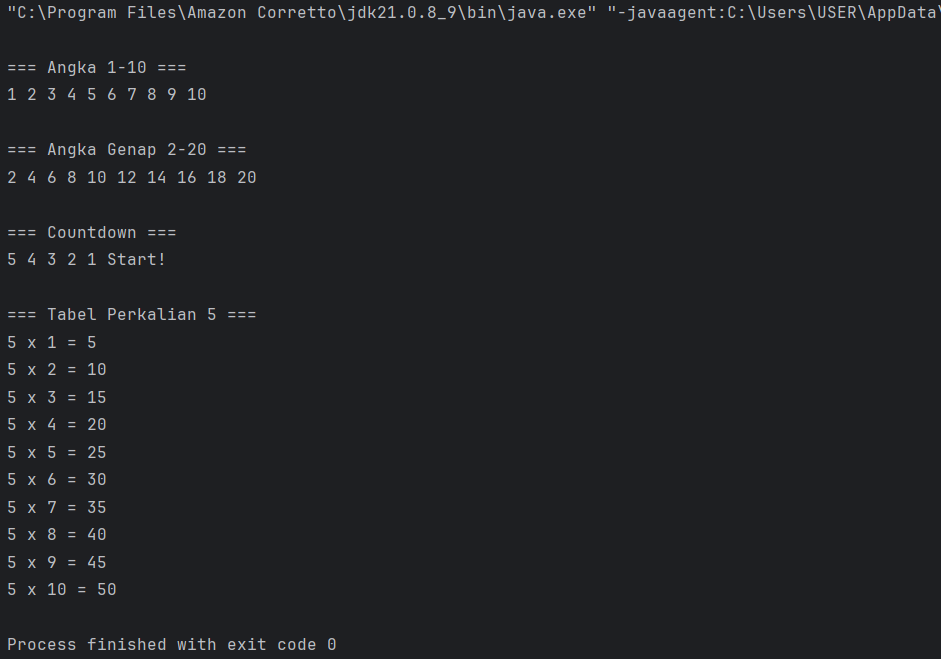 "C:\Program Files\Amazon Corretto\jdk21.0.8_9\bin\java.exe" "-javaagent:C:\Users\USER\AppData\
=== Angka 1-10 ===
1 2 3 4 5 6 7 8 9 10
=== Angka Genap 2-20 ===
2 4 6 8 10 12 14 16 18 20
=== Countdown ===
5 4 3 2 1 Start!
=== Tabel Perkalian 5 ===
5 x 1 = 5
5 x 2 = 10
5 x 3 = 15
5 x 4 = 20
5 x 5 = 25
5 x 6 = 30
5 x 7 = 35
5 x 8 = 40
5 x 9 = 45
5 x 10 = 50
Process finished with exit code 0